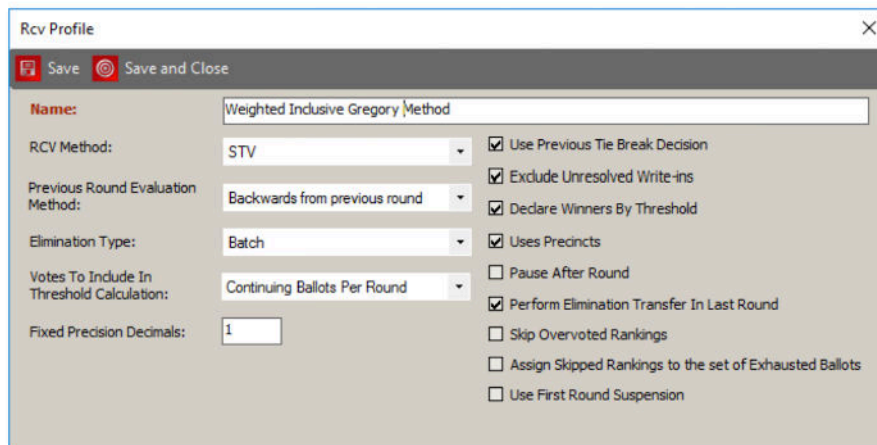 Rcv Profile
Save Save and Close
Name: Weighted Inclusive Gregory Method
RCV Method: STV
Previous Round Evaluation
Method: Backwards from previous round
Elimination Type: Batch
Votes To Include In
Threshold Calculation: Continuing Ballots Per Round
Fixed Precision Decimals: 1
Use Previous Tie Break Decision
Exclude Unresolved Write-ins
Declare Winners By Threshold
Uses Precincts
Pause After Round
Perform Elimination Transfer In Last Round
Skip Overvoted Rankings
Assign Skipped Rankings to the set of Exhausted Ballots
Use First Round Suspension